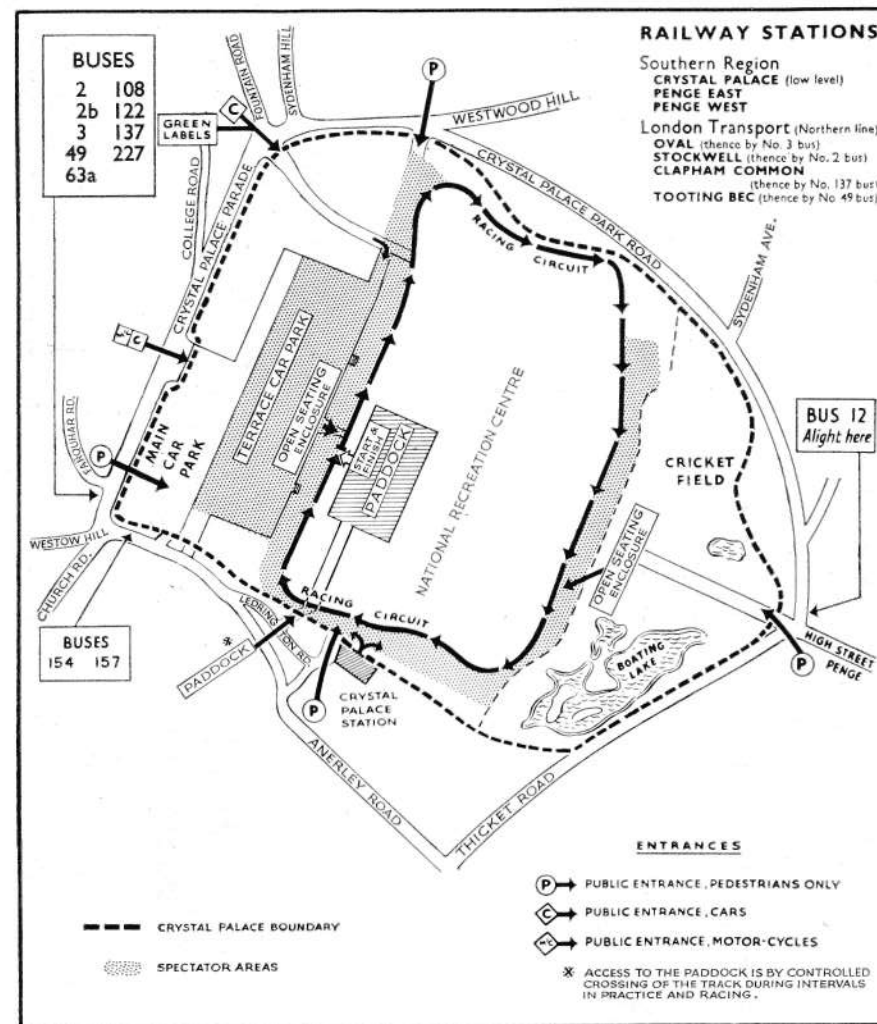 BUSES
2 108
2b 122
3 137
49 227
63a
GREEN
LABELS
C
FOUNTAIN ROAD
SYDENHAM HILL
P
WESTWOOD HILL
RAILWAY STATIONS
Southern Region
CRYSTAL PALACE (low level)
PENGE EAST
PENGE WEST
London Transport (Northern line)
OVAL (thence by No. 3 bus)
STOCKWELL (thence by No. 2 bus)
CLAPHAM COMMON
(thence by No. 137 bus)
TOOTING BEC (thence by No 49 bus)
COLLEGE ROAD
CRYSTAL PALACE PARADE
CRYSTAL PALACE PARK ROAD
RACING
CIRCUIT
SYDENHAM AVE.
M/C C
TERRACE CAR PARK
OPEN SEATING
ENCLOSURE
START &
FINISH
PADDOCK
NATIONAL RECREATION CENTRE
MAIN
CAR
PARK
FARQUHAR RD.
P
WESTOW HILL
CHURCH RD.
CRICKET
FIELD
BUS 12
Alight here
OPEN SEATING
ENCLOSURE
BUSES
154 157
RACING
CIRCUIT
LEDRINGTON RD.
※
PADDOCK
P
CRYSTAL
PALACE
STATION
BOATING
LAKE
P
HIGH STREET
PENGE
ANERLEY ROAD
THICKET ROAD
ENTRANCES
P PUBLIC ENTRANCE, PEDESTRIANS ONLY
C PUBLIC ENTRANCE, CARS
M/C PUBLIC ENTRANCE, MOTOR-CYCLES
※ ACCESS TO THE PADDOCK IS BY CONTROLLED
CROSSING OF THE TRACK DURING INTERVALS
IN PRACTICE AND RACING.
CRYSTAL PALACE BOUNDARY
SPECTATOR AREAS